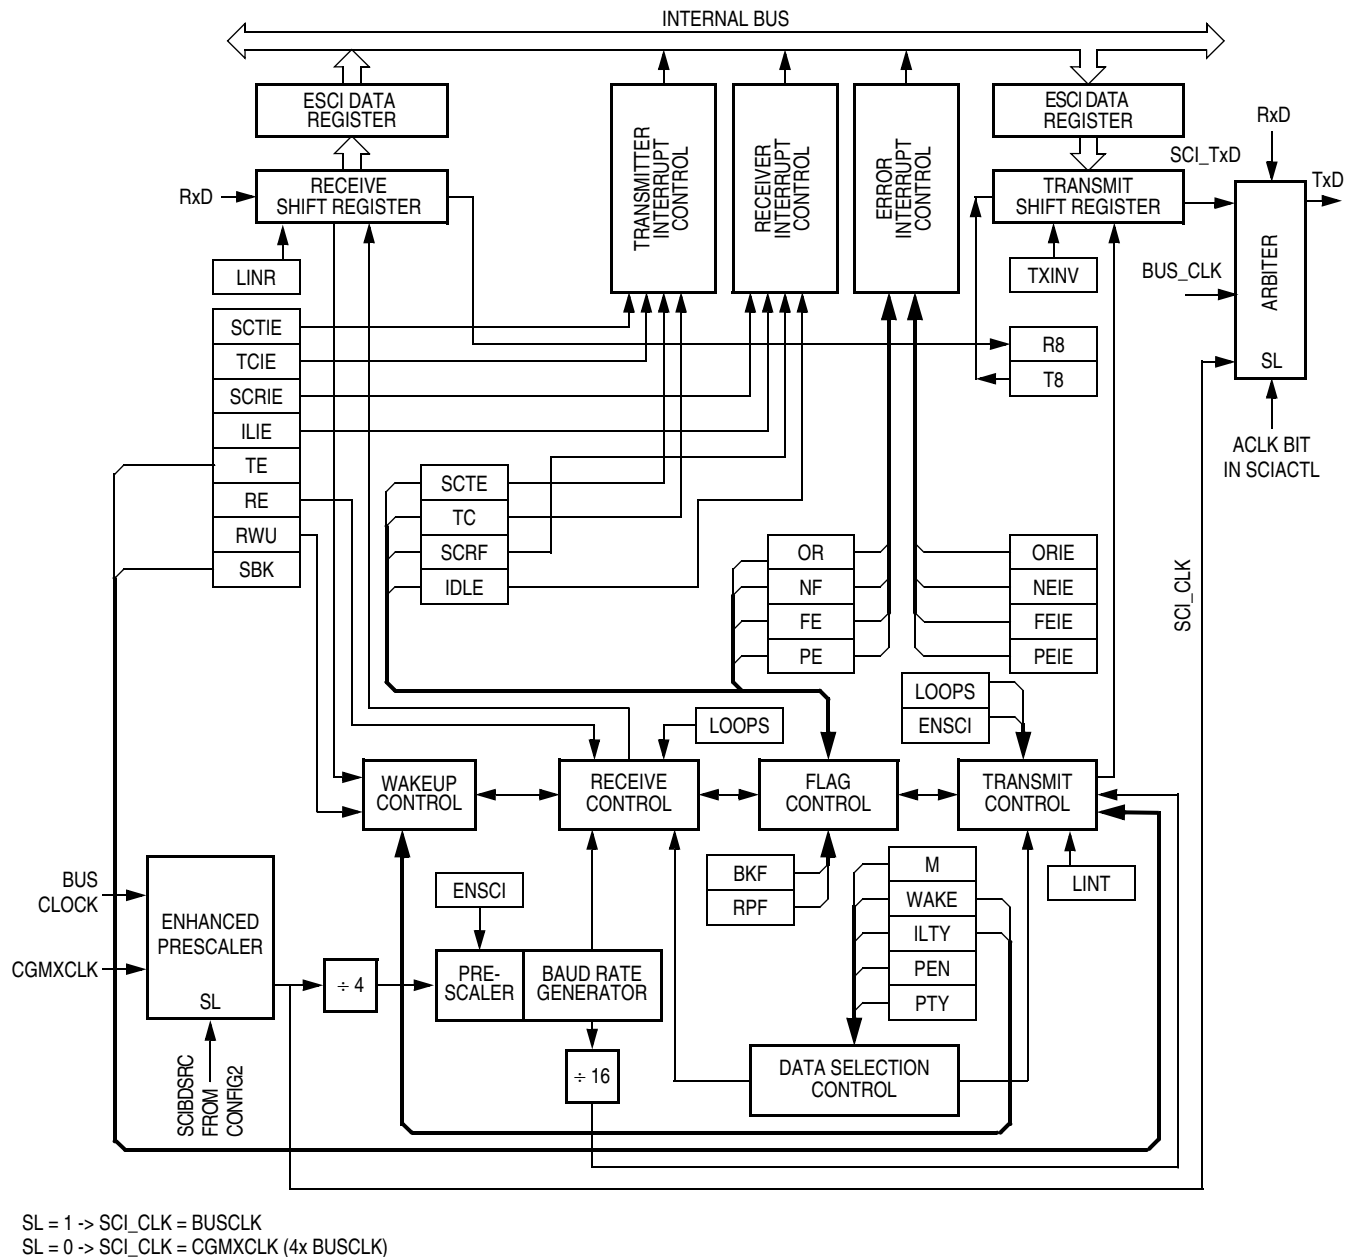 INTERNAL BUS
ESCI DATA
REGISTER
ESCI DATA
REGISTER
TRANSMITTER
INTERRUPT
CONTROL
RECEIVER
INTERRUPT
CONTROL
ERROR
INTERRUPT
CONTROL
RxD
SCI_TxD
TxD
RxD
RECEIVE
SHIFT REGISTER
TRANSMIT
SHIFT REGISTER
LINR
TXINV
BUS_CLK
ARBITER
SL
SCTIE
TCIE
SCRIE
ILIE
TE
RE
RWU
SBK
R8
T8
ACLK BIT
IN SCIACTL
SCTE
TC
SCRF
IDLE
OR
NF
FE
PE
ORIE
NEIE
FEIE
PEIE
SCI_CLK
LOOPS
ENSCI
LOOPS
WAKEUP
CONTROL
RECEIVE
CONTROL
FLAG
CONTROL
TRANSMIT
CONTROL
BKF
RPF
M
WAKE
ILTY
PEN
PTY
LINT
BUS
CLOCK
CGMXCLK
ENHANCED
PRESCALER
SL
÷ 4
ENSCI
PRE-
SCALER
BAUD RATE
GENERATOR
÷ 16
DATA SELECTION
CONTROL
SCIBDSRC
FROM
CONFIG2
SL = 1 -> SCI_CLK = BUSCLK
SL = 0 -> SCI_CLK = CGMXCLK (4x BUSCLK)